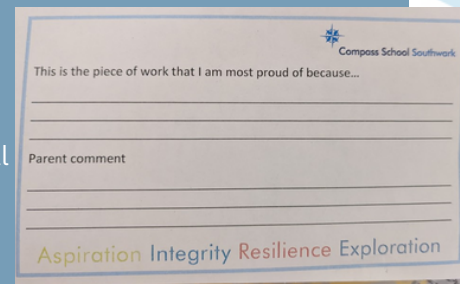 Compass School Southwark
This is the piece of work that I am most proud of because...
l
Parent comment
Aspiration Integrity Resilience Exploration